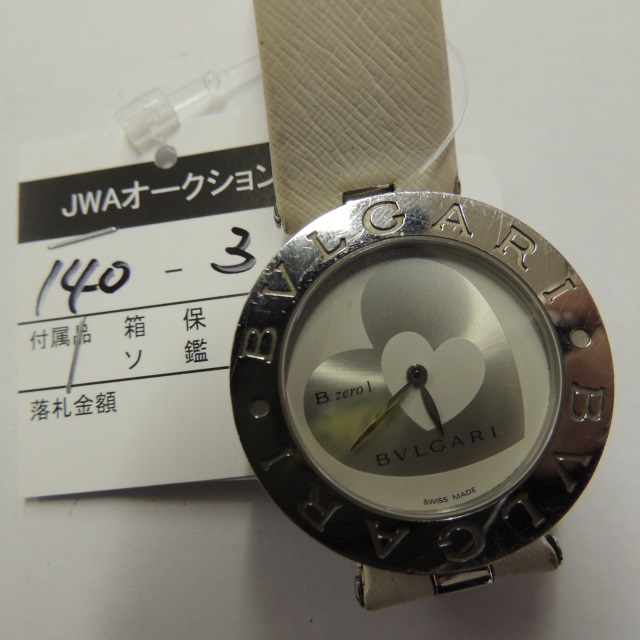 JWAオークション
140 - 3
付属品 箱 保
ソ 鑑
落札金額
BVLGARI
B.zero1
BVLGARI
SWISS MADE
BVLGARI